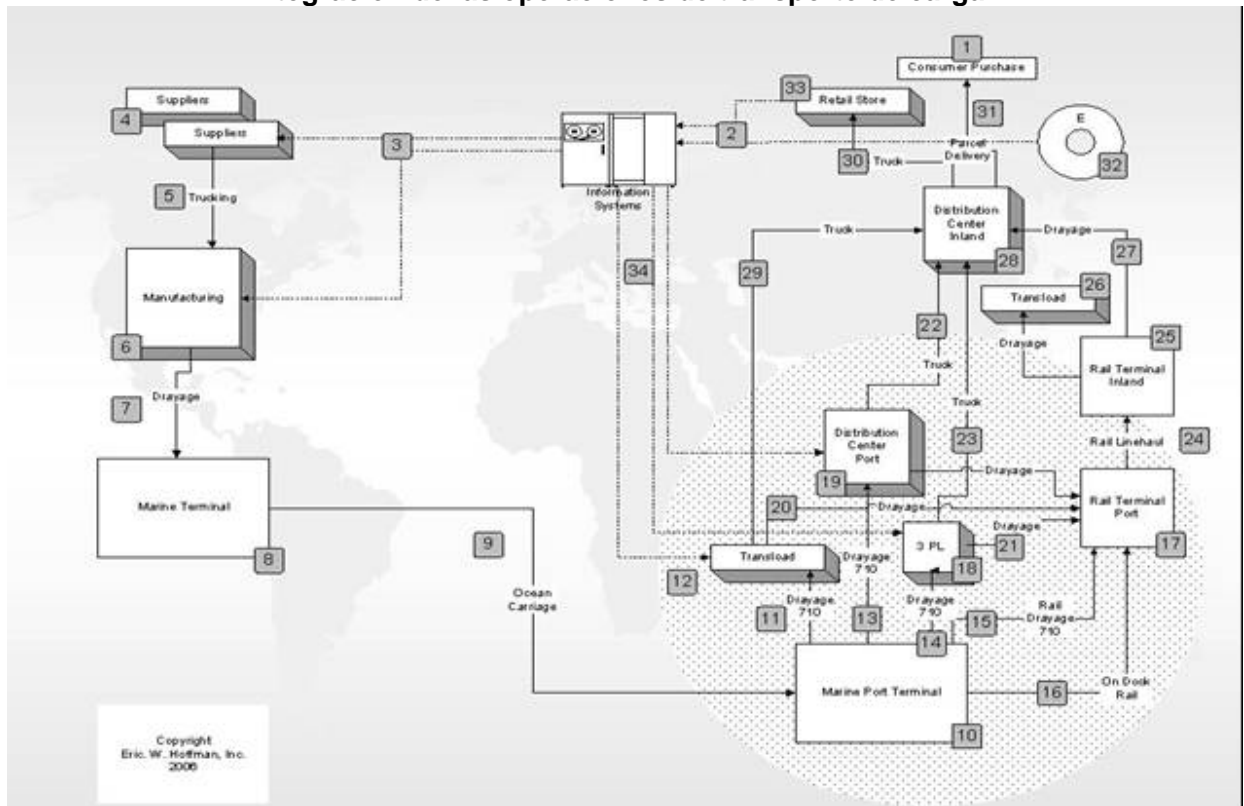 1
Consumer Purchase
33
Retail Store
31
4
Suppliers
Suppliers
3
2
E
32
5
Trucking
Information
Systems
30
Truck
Parcel
Delivery
Distribution
Center
Inland
28
Truck
Drayage
27
29
34
26
Transload
Manufacturing
6
22
Truck
Drayage
25
Rail Terminal
Inland
7
Drayage
Truck
23
Rail Linehaul
24
Distribution
Center
Port
19
Drayage
Marine Terminal
8
9
20
Drayage
Rail Terminal
Port
17
Drayage
21
Transload
12
3 PL
18
Drayage
710
Ocean
Carriage
Drayage
710
11
13
Drayage
710
14
15
Rail
Drayage
710
Marine Port Terminal
10
16
On Dock
Rail
Copyright
Eric. W. Hoffman, Inc.
2006